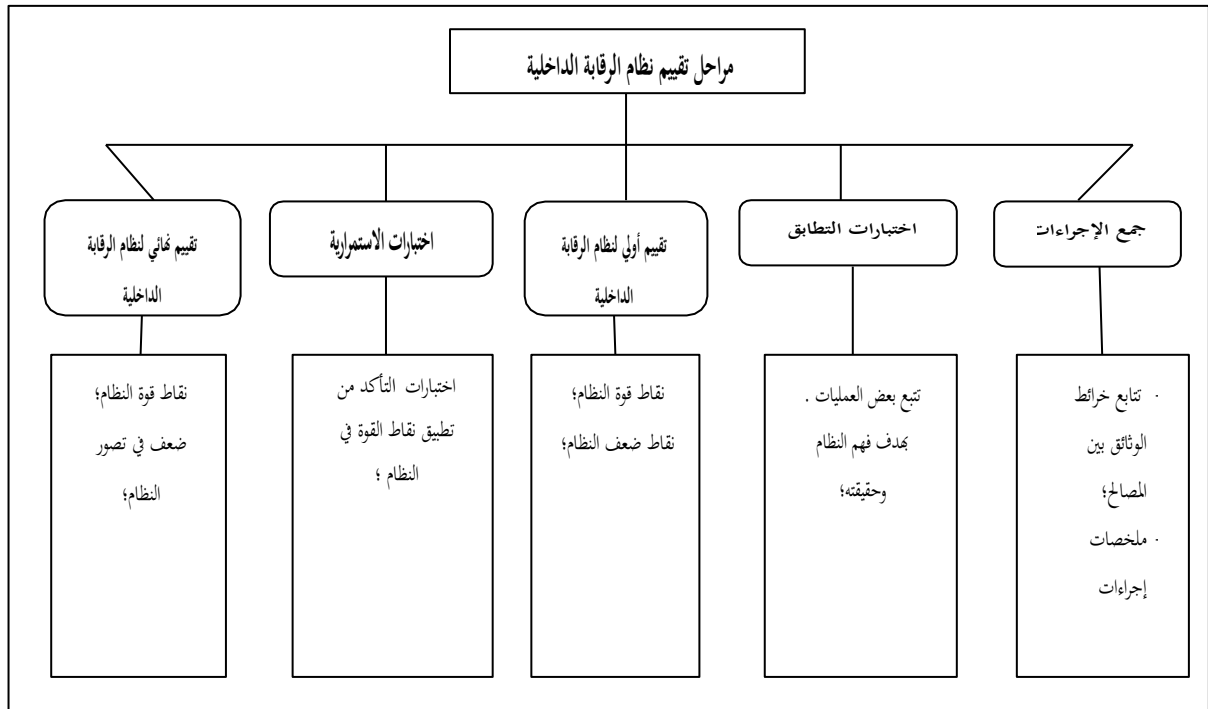 مراحل تقييم نظام الرقابة الداخلية
جمع الإجراءات
· تتابع خرائط
الوثائق بين
المصالح؛
· ملخصات
إجراءات
اختبارات التطابق
تتبع بعض العمليات .
بهدف فهم النظام
وحقيقته؛
تقييم أولي لنظام الرقابة
الداخلية
نقاط قوة النظام؛
نقاط ضعف النظام؛
اختبارات الاستمرارية
اختبارات التأكد من
تطبيق نقاط القوة في
النظام ؛
تقييم نهائي لنظام الرقابة
الداخلية
نقاط قوة النظام؛
ضعف في تصور
النظام؛